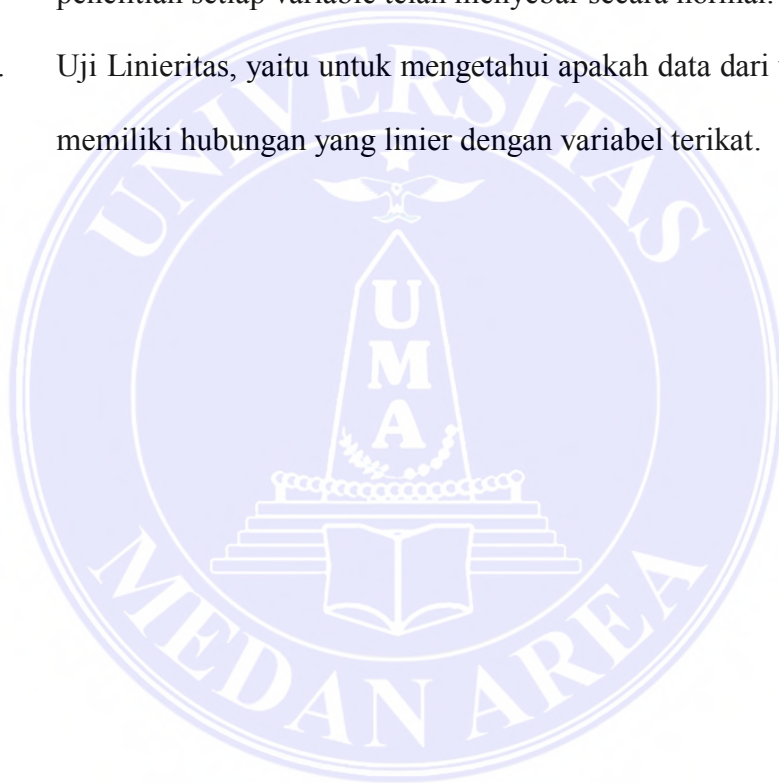 penelitian setiap variable telah menyebar secara normal.
Uji Linieritas, yaitu untuk mengetahui apakah data dari
memiliki hubungan yang linier dengan variabel terikat.
UNIVERSITAS
U
M
A
MEDAN AREA